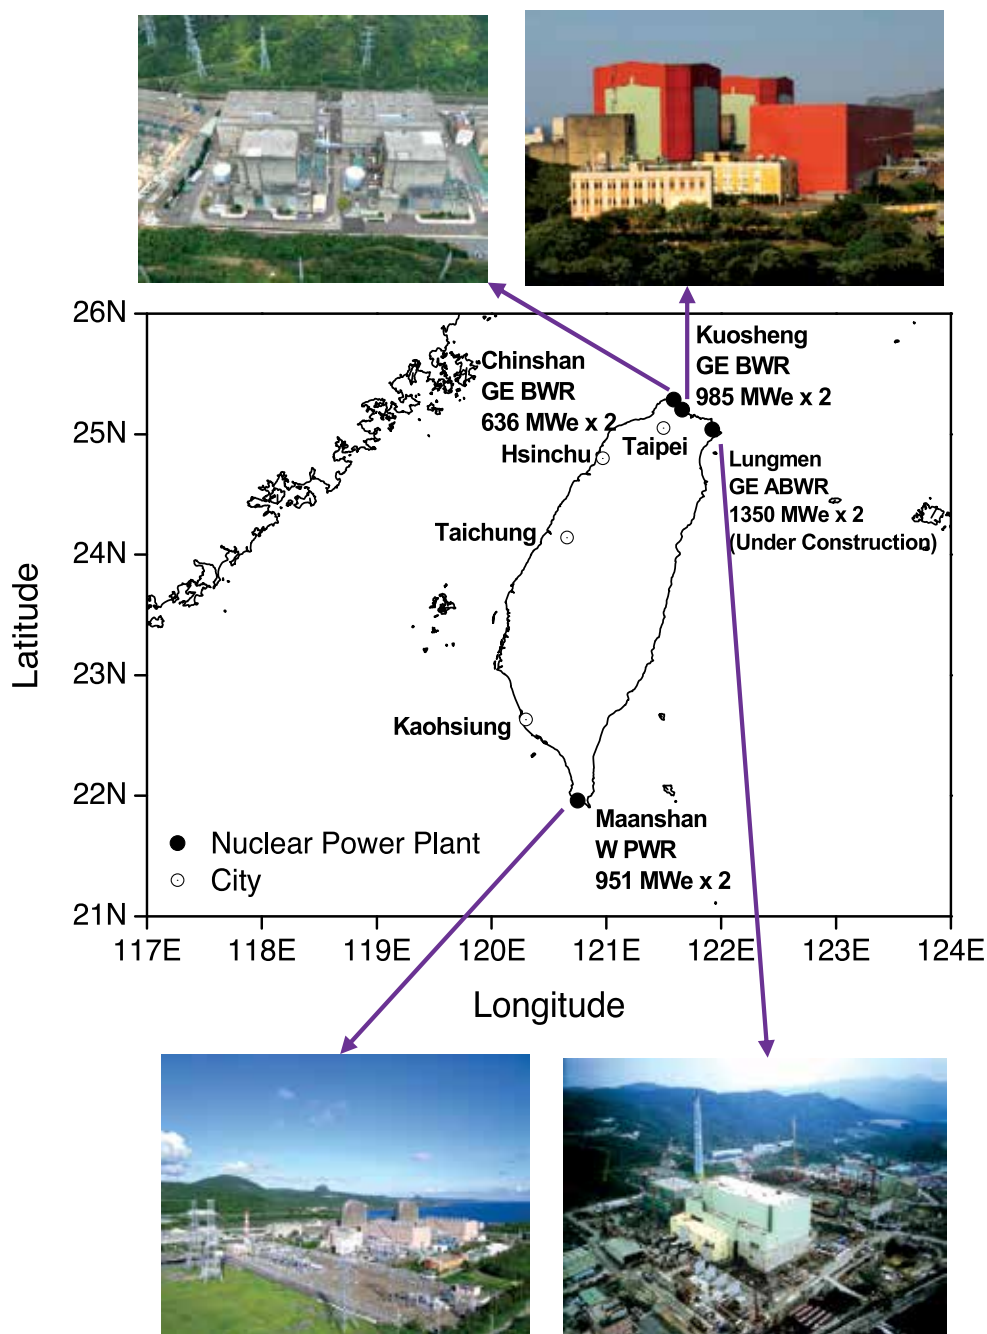 26N
25N
24N
23N
22N
21N
Latitude
Chinshan
GE BWR
636 MWe x 2
Kuosheng
GE BWR
985 MWe x 2
Taipei
Hsinchu
Lungmen
GE ABWR
1350 MWe x 2
(Under Construction)
Taichung
Kaohsiung
Maanshan
W PWR
951 MWe x 2
Nuclear Power Plant
City
117E
118E
119E
120E
121E
122E
123E
124E
Longitude